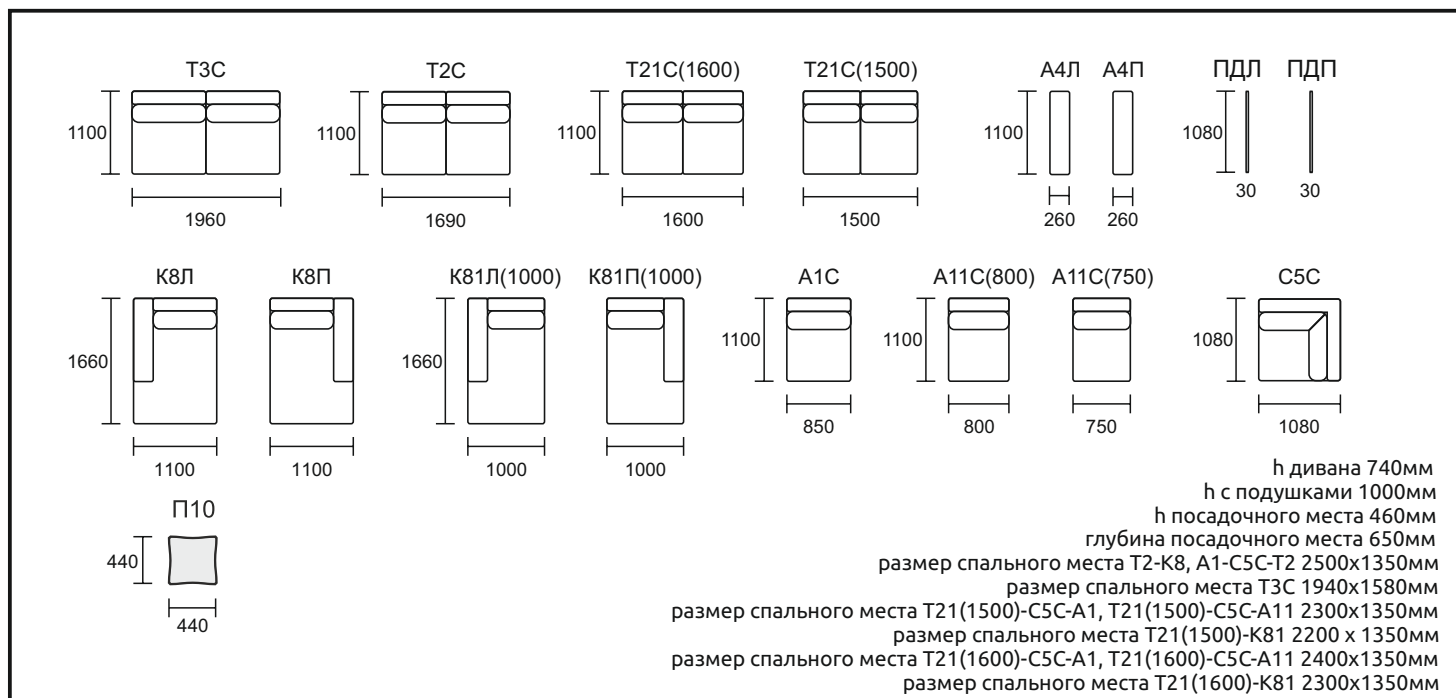 Т3С Т2С Т21С(1600) Т21С(1500) А4Л А4П ПДЛ ПДП
1100 1100 1100 1100 1080
1960 1690 1600 1500 260 260 30 30
К8Л К8П К81Л(1000) К81П(1000) А1С А11С(800) А11С(750) С5С
1660 1660 1100 1100 1080
850 800 750 1080
1100 1100 1000 1000
h дивана 740мм
h с подушками 1000мм
П10
h посадочного места 460мм
глубина посадочного места 650мм
440
размер спального места Т2-К8, А1-С5С-Т2 2500х1350мм
размер спального места Т3С 1940х1580мм
размер спального места Т21(1500)-С5С-А1, Т21(1500)-С5С-А11 2300х1350мм
440
размер спального места Т21(1500)-К81 2200 х 1350мм
размер спального места Т21(1600)-С5С-А1, Т21(1600)-С5С-А11 2400х1350мм
размер спального места Т21(1600)-К81 2300х1350мм